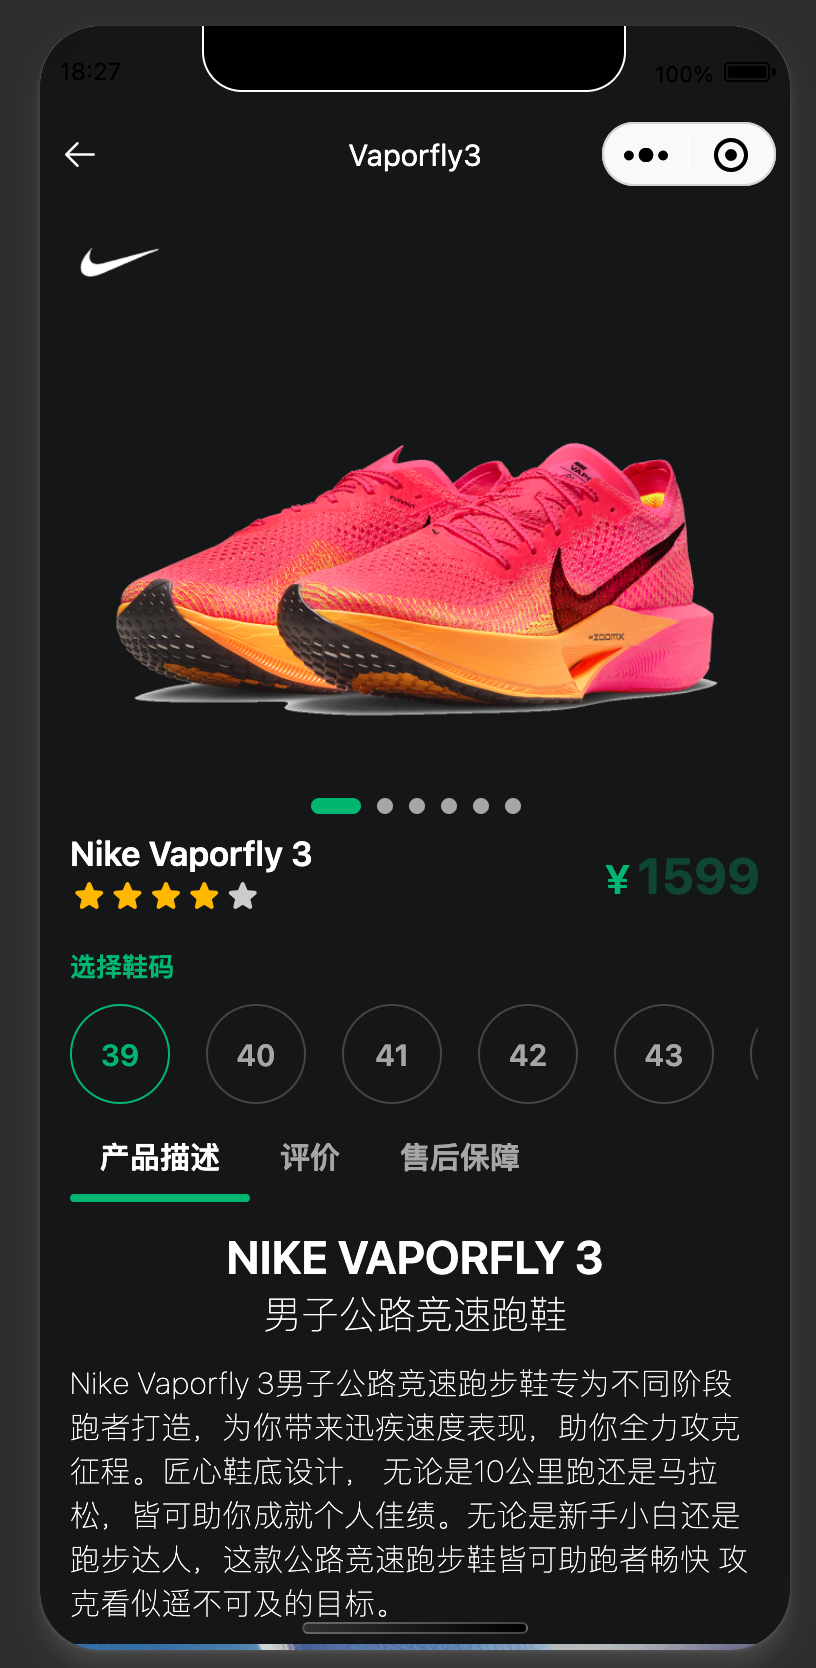 18:27
100%
Vaporfly3
≈ZOOMX
Nike Vaporfly 3
¥1599
选择鞋码
39 40 41 42 43
产品描述 评价 售后保障
NIKE VAPORFLY 3
男子公路竞速跑鞋
Nike Vaporfly 3男子公路竞速跑步鞋专为不同阶段
跑者打造，为你带来迅疾速度表现，助你全力攻克
征程。匠心鞋底设计， 无论是10公里跑还是马拉
松，皆可助你成就个人佳绩。无论是新手小白还是
跑步达人，这款公路竞速跑步鞋皆可助跑者畅快 攻
克看似遥不可及的目标。